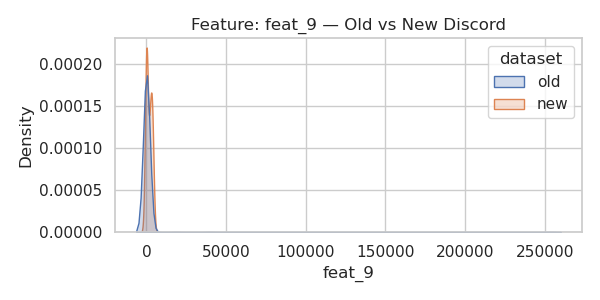 Feature: feat_9 — Old vs New Discord
dataset
old
new
Density
0.00020
0.00015
0.00010
0.00005
0.00000
0 50000 100000 150000 200000 250000
feat_9